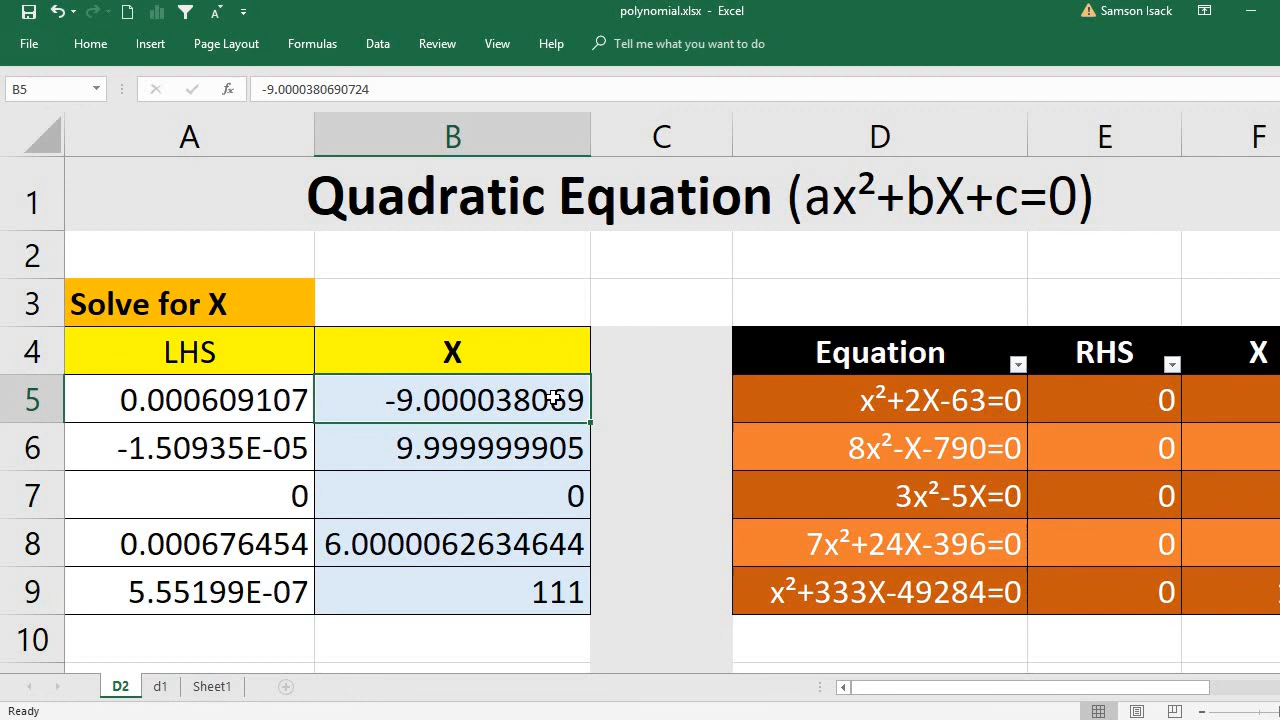 polynomial.xlsx - Excel
Samson Isack
File Home Insert Page Layout Formulas Data Review View Help Tell me what you want to do
B5 fx -9.0000380690724
A B C D E F
1 Quadratic Equation (ax²+bX+c=0)
2
3 Solve for X
4 LHS X Equation RHS X
5 0.000609107 -9.000038069 x²+2X-63=0 0
6 -1.50935E-05 9.999999905 8x²-X-790=0 0
7 0 0 3x²-5X=0 0
8 0.000676454 6.0000062634644 7x²+24X-396=0 0
9 5.55199E-07 111 x²+333X-49284=0 0
10
D2 d1 Sheet1
Ready